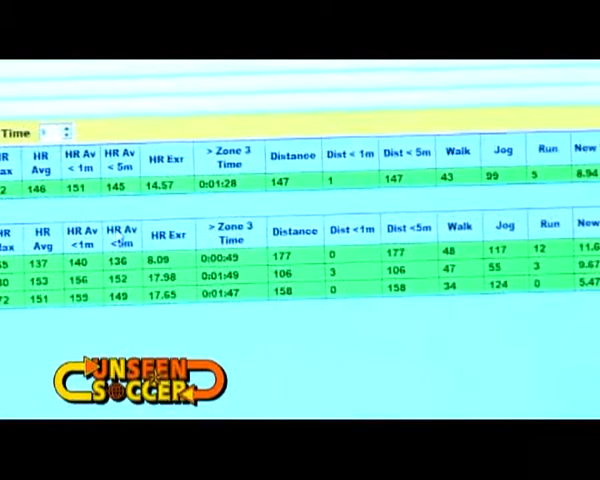 Time
HR Avg HR Av < 1m HR Av < 5m HR Exr > Zone 3 Time Distance Dist < 1m Dist < 5m Walk Jog Run New
146 151 145 14.57 0:01:28 147 1 147 43 99 5 8.94
HR Avg HR Av <1m HR Av <5m HR Exr > Zone 3 Time Distance Dist <1m Dist <5m Walk Jog Run New
137 140 136 8.09 0:00:49 177 0 177 48 117 12
153 156 152 17.98 0:01:49 106 3 106 47 55 3 9.67
151 159 149 17.65 0:01:47 158 0 158 34 124 0 5.47
UNSEEN
SOCCER